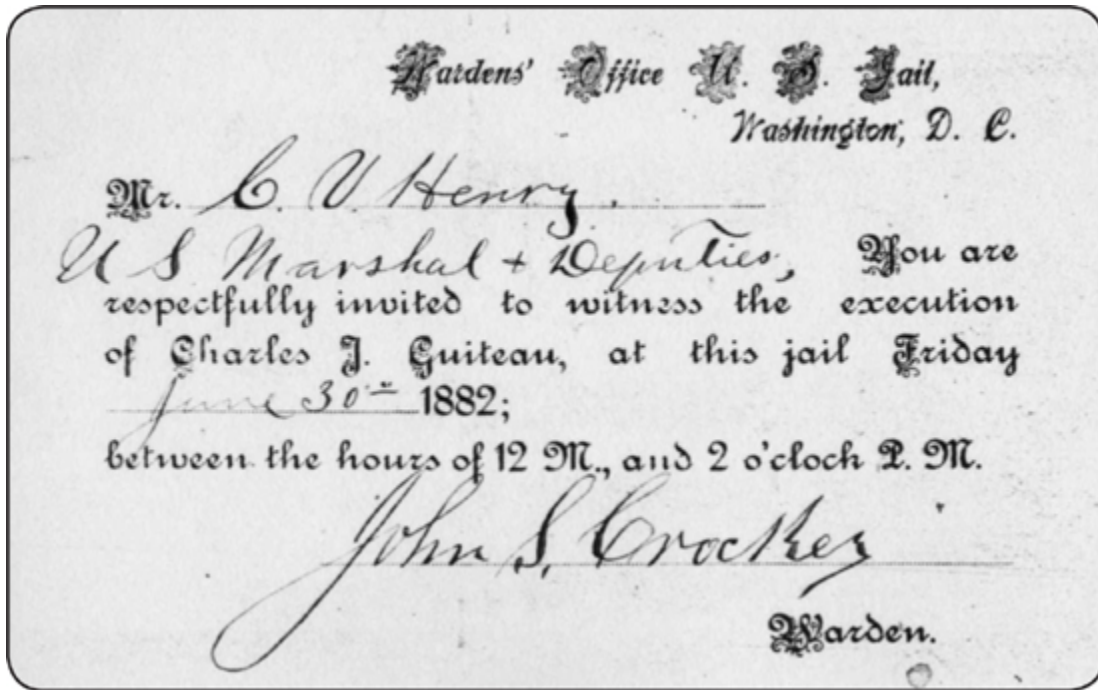 Wardens' Office U. S. Jail,
Washington, D. C.
Mr. C. V. Henry.
U S Marshal + Deputies, You are
respectfully invited to witness the execution
of Charles J. Guiteau, at this jail Friday
June 30th 1882;
between the hours of 12 M., and 2 o'clock P. M.
John S. Crocker
Warden.